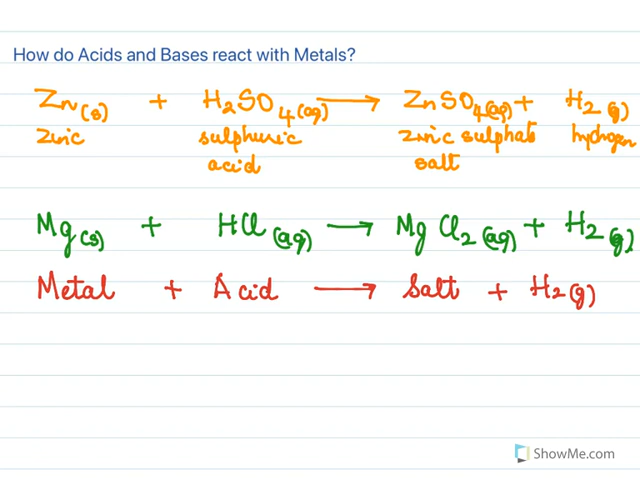 How do Acids and Bases react with Metals?
Zn(s) + H2SO4(aq) → ZnSO4(aq) + H2(g)
zinc sulphuric zinc sulphate hydrogen
acid salt
Mg(s) + HCl(aq) → MgCl2(aq) + H2(g)
Metal + Acid → Salt + H2(g)
ShowMe.com